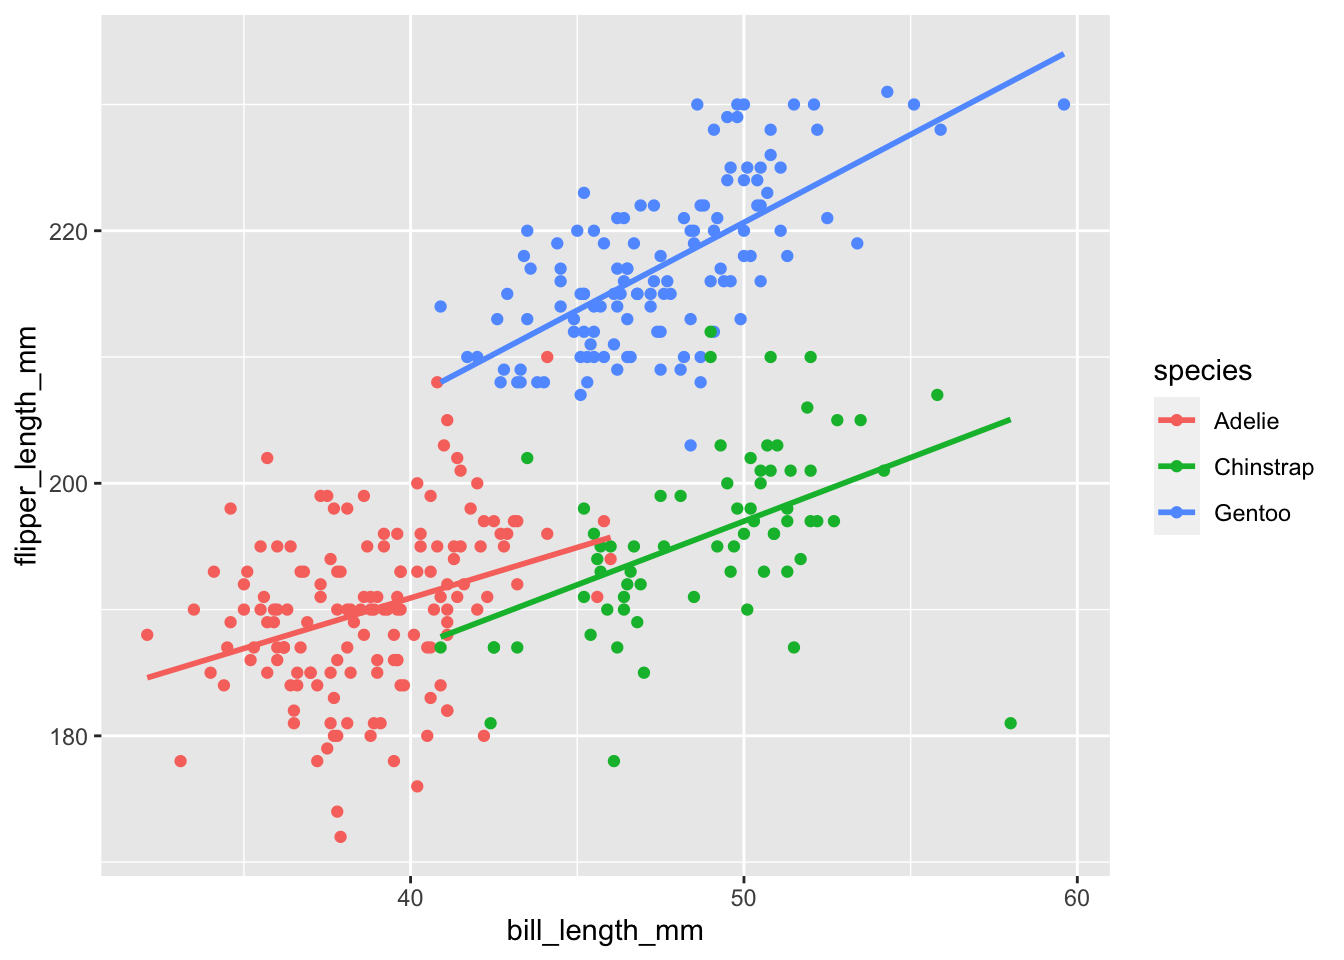 220
200
180
40
50
60
bill_length_mm
flipper_length_mm
species
Adelie
Chinstrap
Gentoo